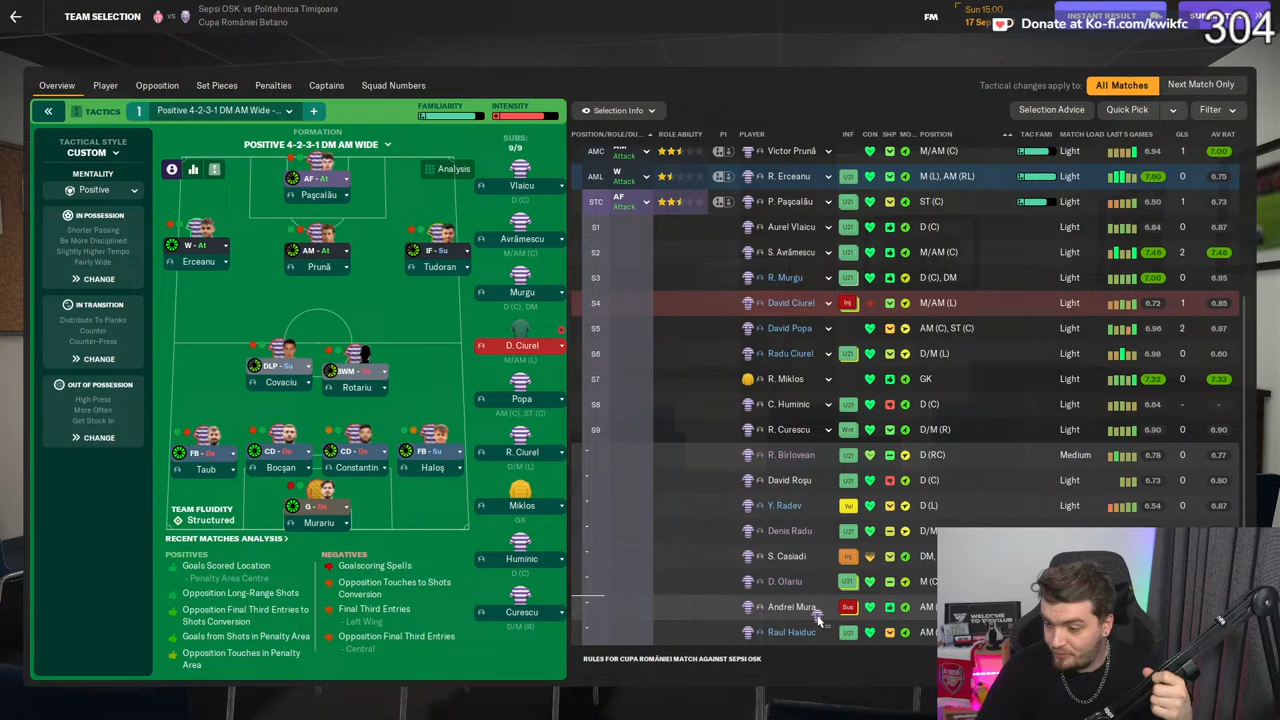 TEAM SELECTION
Sepsi OSK vs Politehnica Timişoara
vs
Cupa României Betano
FM
Sun 15:00
17 Sep
INSTANT RESULT
Donate at Ko-fi.com/kwikfc
304
Overview Player Opposition Set Pieces Penalties Captains Squad Numbers
Tactical changes apply to: All Matches Next Match Only
TACTICS 1 Positive 4-2-3-1 DM AM Wide -... +
FAMILIARITY INTENSITY
Selection Info
Selection Advice Quick Pick Filter
TACTICAL STYLE
CUSTOM
MENTALITY
Positive
IN POSSESSION
Shorter Passing
Be More Disciplined
Slightly Higher Tempo
Fairly Wide
CHANGE
IN TRANSITION
Distribute To Flanks
Counter
Counter-Press
CHANGE
OUT OF POSSESSION
High Press
More Often
Get Stuck In
CHANGE
FORMATION
POSITIVE 4-2-3-1 DM AM WIDE
Analysis
AF - At
Paşcalău
W - At
Erceanu
AM - At
Prună
IF - Su
Tudoran
DLP - Su
Covaciu
BWM - De
Rotariu
FB - De
Taub
CD - De
Bocşan
CD - De
Constantin
FB - Su
Haloş
G - De
Murariu
TEAM FLUIDITY
Structured
SUBS:
9/9
Vlaicu
D (C)
Avrămescu
M/AM (C)
Murgu
D (C), DM
D. Ciurel
M/AM (L)
Popa
AM (C), ST (C)
R. Ciurel
D/M (L)
Miklos
GK
Huminic
D (C)
Curescu
D/M (R)
RECENT MATCHES ANALYSIS
POSITIVES
Goals Scored Location
- Penalty Area Centre
Opposition Long-Range Shots
Opposition Final Third Entries to
Shots Conversion
Goals from Shots in Penalty Area
Opposition Touches in Penalty
Area
NEGATIVES
Goalscoring Spells
Opposition Touches to Shots
Conversion
Final Third Entries
- Left Wing
Opposition Final Third Entries
- Central
POSITION/ROLE/DU... ROLE ABILITY PI PLAYER INF CON SHP MO... POSITION TAC FAMI MATCH LOAD LAST 5 GAMES GLS AV RAT
AMC Attack Victor Prună M/AM (C) Light 6.94 1 7.00
AML W Attack R. Erceanu U21 M (L), AM (RL) Light 7.60 0 6.75
STC AF Attack P. Paşcalău U21 ST (C) Light 6.50 1 6.73
S1 Aurel Vlaicu U21 D (C) Light 6.84 0 6.87
S2 S. Avrămescu M/AM (C) Light 7.46 2 7.46
S3 R. Murgu U21 D (C), DM Light 7.00 0 6.95
S4 David Ciurel Inj M/AM (L) Light 6.72 1 6.85
S5 David Popa AM (C), ST (C) Light 6.96 2 6.97
S6 Radu Ciurel U21 D/M (L) Light 6.98 0 6.80
S7 R. Miklos GK Light 7.22 0 7.33
S8 C. Huminic U21 D (C) Light 6.64 - -
S9 R. Curescu Wnt D/M (R) Light 6.90 0 6.90
- R. Bîrlovean U21 D (RC) Medium 6.78 0 6.77
- David Roşu U21 D (C) Light 6.73 0 6.80
- Y. Radev Yel D (L) Light 6.54 0 6.87
- Denis Radu U21
- S. Casiadi Inj DM,
- D. Olariu U21 M (C
- Andrei Mura Sus AM
- Raul Haiduc U21 AM
RULES FOR CUPA ROMÂNIEI MATCH AGAINST SEPSI OSK